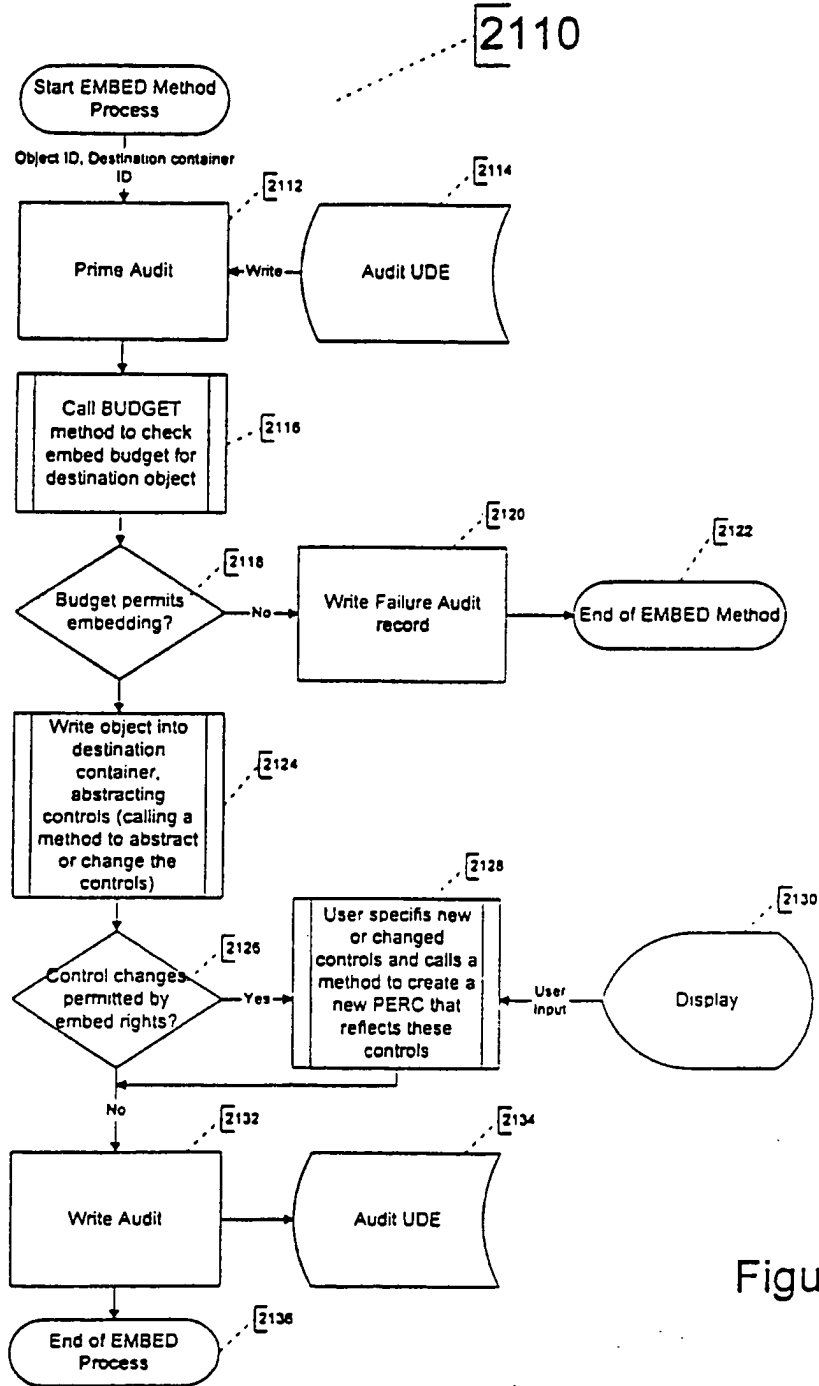 2110
Start EMBED Method
Process
Object ID, Destination container
ID
2112
2114
Prime Audit
Write
Audit UDE
Call BUDGET
method to check
embed budget for
destination object
2116
2118
Budget permits
embedding?
No
2120
Write Failure Audit
record
2122
End of EMBED Method
Write object into
destination
container,
abstracting
controls (calling a
method to abstract
or change the
controls)
2124
2126
Control changes
permitted by
embed rights?
Yes
2128
User specifis new
or changed
controls and calls a
method to create a
new PERC that
reflects these
controls
User
Input
2130
Display
No
2132
Write Audit
2134
Audit UDE
End of EMBED
Process
2136
Figu